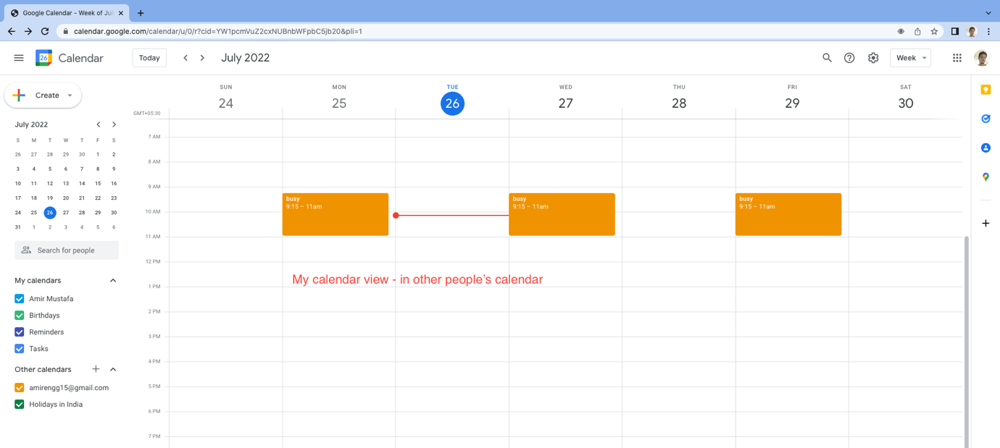 Google Calendar - Week of Jul
calendar.google.com/calendar/u/0/r?cid=YW1pcmVuZ2cxNUBnbWFpbC5jb20&pli=1
26
Calendar
Today
July 2022
Week
Create
July 2022
S M T W T F S
26 27 28 29 30 1 2
3 4 5 6 7 8 9
10 11 12 13 14 15 16
17 18 19 20 21 22 23
24 25 26 27 28 29 30
31 1 2 3 4 5 6
Search for people
My calendars
Amir Mustafa
Birthdays
Reminders
Tasks
Other calendars
amirengg15@gmail.com
Holidays in India
SUN MON TUE WED THU FRI SAT
24 25 26 27 28 29 30
GMT+05:30
7 AM
8 AM
9 AM
busy busy busy
9:15 – 11am 9:15 – 11am 9:15 – 11am
10 AM
11 AM
12 PM
My calendar view - in other people’s calendar
1 PM
2 PM
3 PM
4 PM
5 PM
6 PM
7 PM